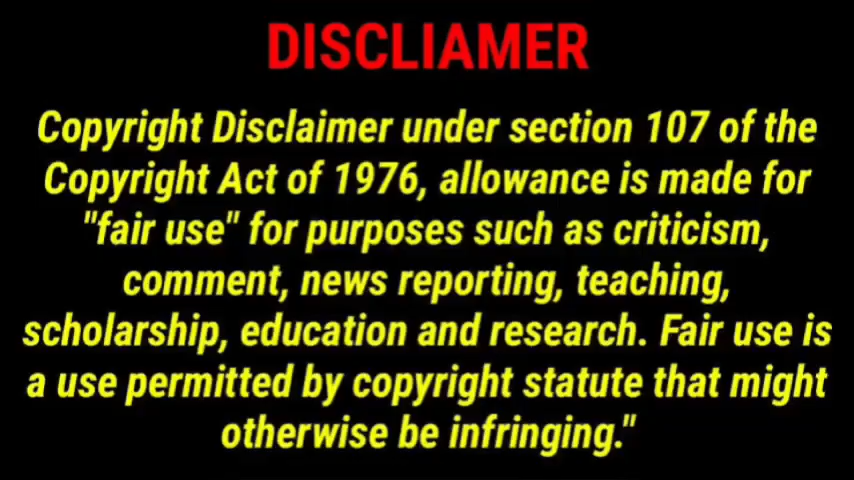 DISCLIAMER
Copyright Disclaimer under section 107 of the
Copyright Act of 1976, allowance is made for
"fair use" for purposes such as criticism,
comment, news reporting, teaching,
scholarship, education and research. Fair use is
a use permitted by copyright statute that might
otherwise be infringing."